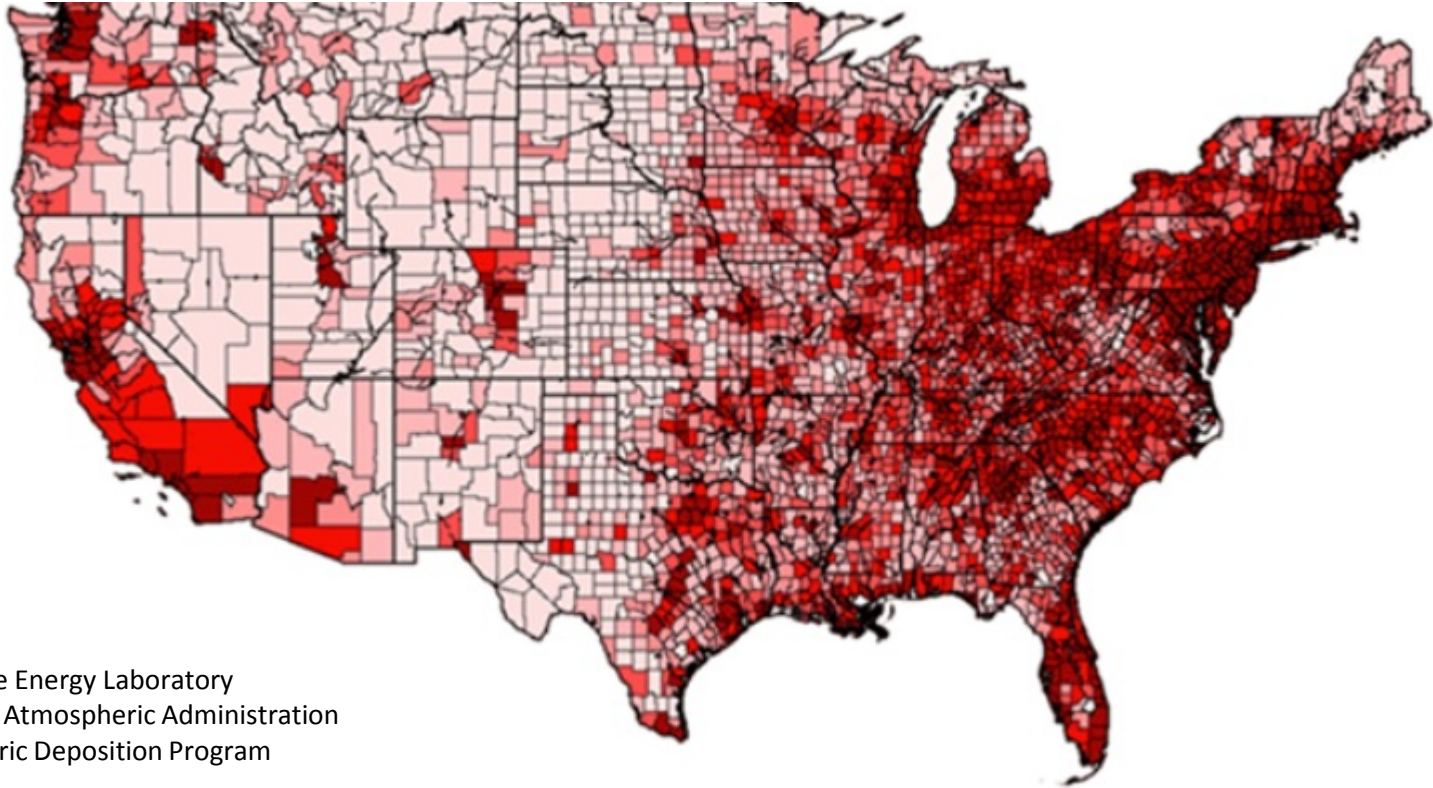 e Energy Laboratory
Atmospheric Administration
ric Deposition Program